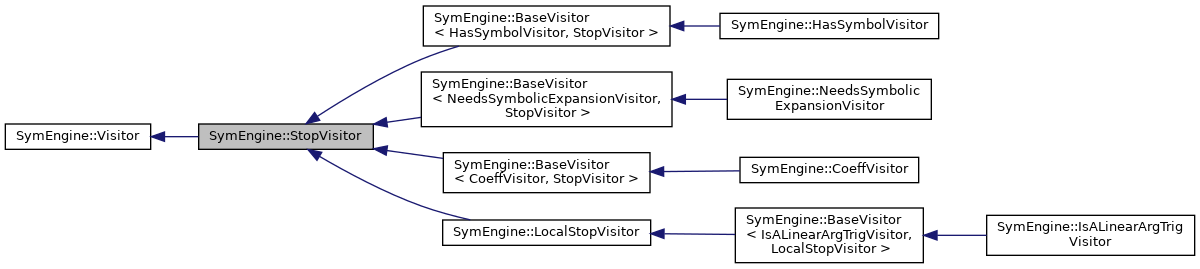 SymEngine::Visitor
SymEngine::StopVisitor
SymEngine::BaseVisitor
< HasSymbolVisitor, StopVisitor >
SymEngine::HasSymbolVisitor
SymEngine::BaseVisitor
< NeedsSymbolicExpansionVisitor,
StopVisitor >
SymEngine::NeedsSymbolic
ExpansionVisitor
SymEngine::BaseVisitor
< CoeffVisitor, StopVisitor >
SymEngine::CoeffVisitor
SymEngine::LocalStopVisitor
SymEngine::BaseVisitor
< IsALinearArgTrigVisitor,
LocalStopVisitor >
SymEngine::IsALinearArgTrig
Visitor